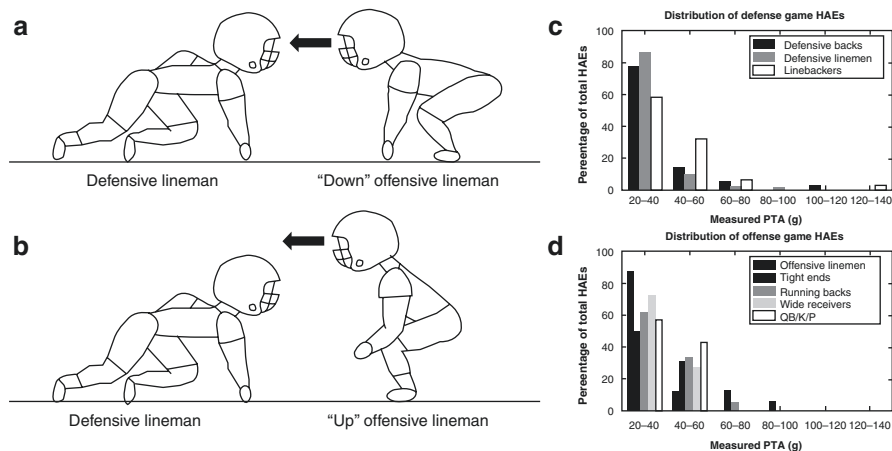 a
Defensive lineman
“Down” offensive lineman
b
Defensive lineman
“Up” offensive lineman
c
Distribution of defense game HAEs
Pereentage of total HAEs
100
80
60
40
20
0
Defensive backs
Defensive linemen
Linebackers
20–40 40–60 60–80 80–100 100–120 120–140
Measured PTA (g)
d
Distribution of offense game HAEs
Pereentage of total HAEs
100
80
60
40
20
0
Offensive linemen
Tight ends
Running backs
Wide receivers
QB/K/P
20–40 40–60 60–80 80–100 100–120 120–140
Measured PTA (g)